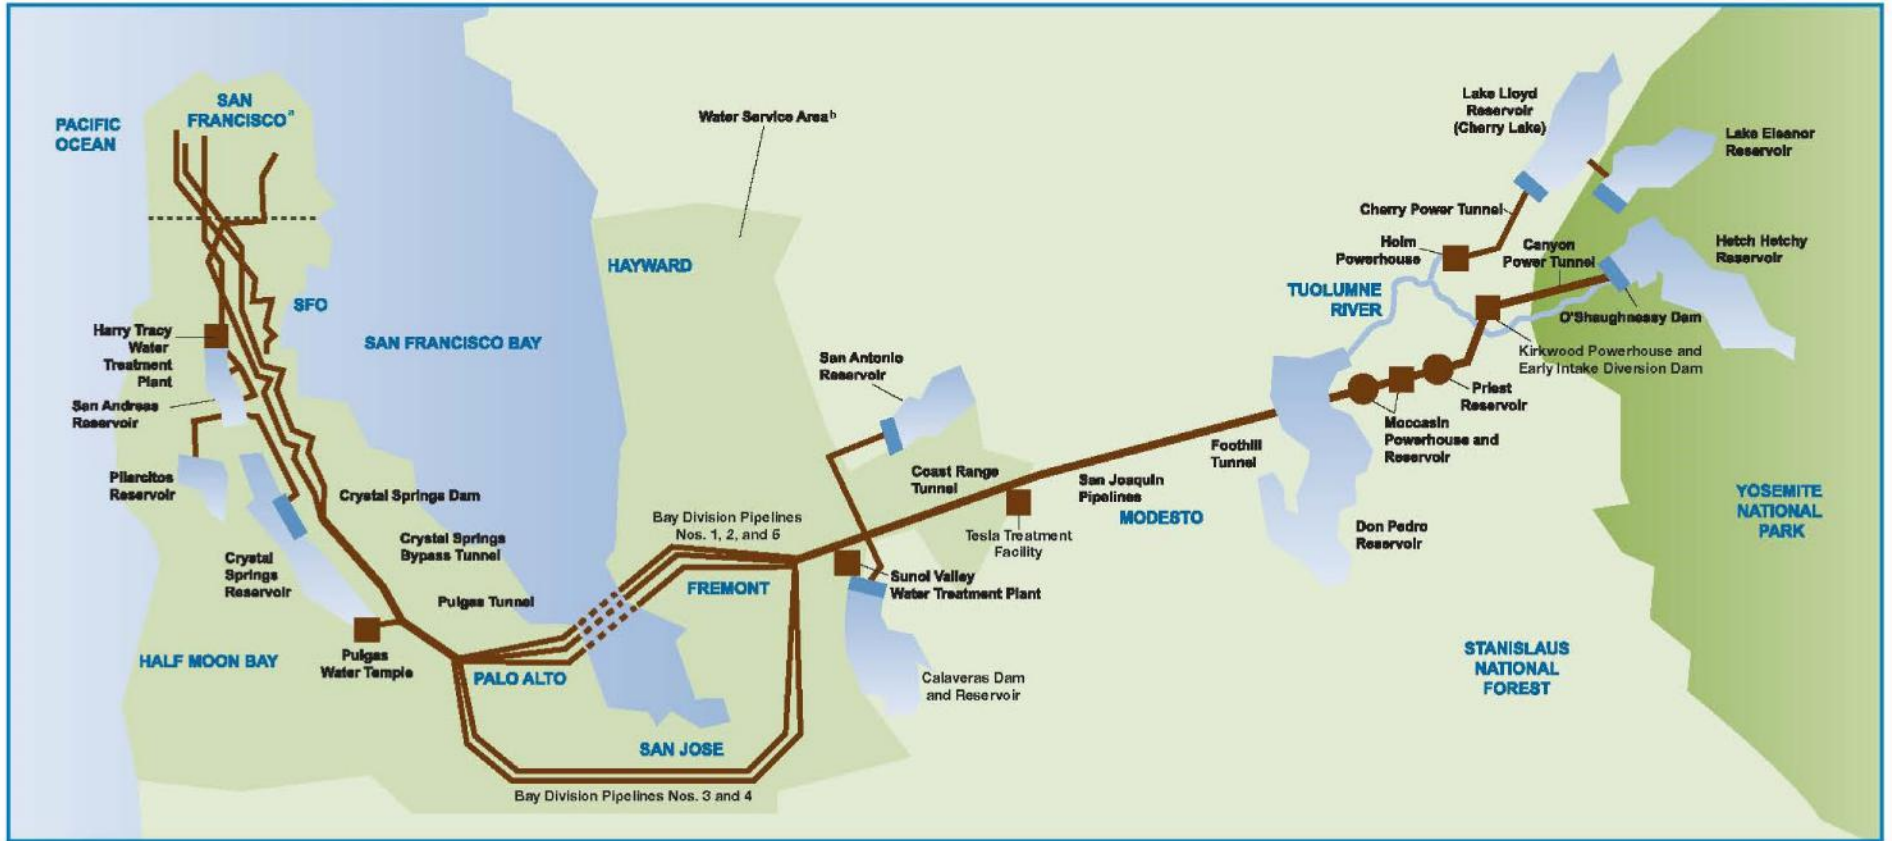 SAN
FRANCISCOª
PACIFIC
OCEAN
Water Service Areaᵇ
Lake Lloyd
Reservoir
(Cherry Lake)
Lake Eleanor
Reservoir
Cherry Power Tunnel
Holm
Powerhouse
Canyon
Power Tunnel
Hetch Hetchy
Reservoir
HAYWARD
TUOLUMNE
RIVER
SFO
O'Shaughnessy Dam
Harry Tracy
Water
Treatment
Plant
SAN FRANCISCO BAY
San Antonio
Reservoir
Kirkwood Powerhouse and
Early Intake Diversion Dam
Priest
Reservoir
San Andreas
Reservoir
Moccasin
Powerhouse and
Reservoir
Foothill
Tunnel
Pilarcitos
Reservoir
Crystal Springs Dam
Coast Range
Tunnel
San Joaquin
Pipelines
MODESTO
YOSEMITE
NATIONAL
PARK
Bay Division Pipelines
Nos. 1, 2, and 5
Crystal Springs
Bypass Tunnel
Tesla Treatment
Facility
Don Pedro
Reservoir
Crystal
Springs
Reservoir
FREMONT
Sunol Valley
Water Treatment Plant
Pulgas Tunnel
HALF MOON BAY
Pulgas
Water Temple
PALO ALTO
Calaveras Dam
and Reservoir
STANISLAUS
NATIONAL
FOREST
SAN JOSE
Bay Division Pipelines Nos. 3 and 4